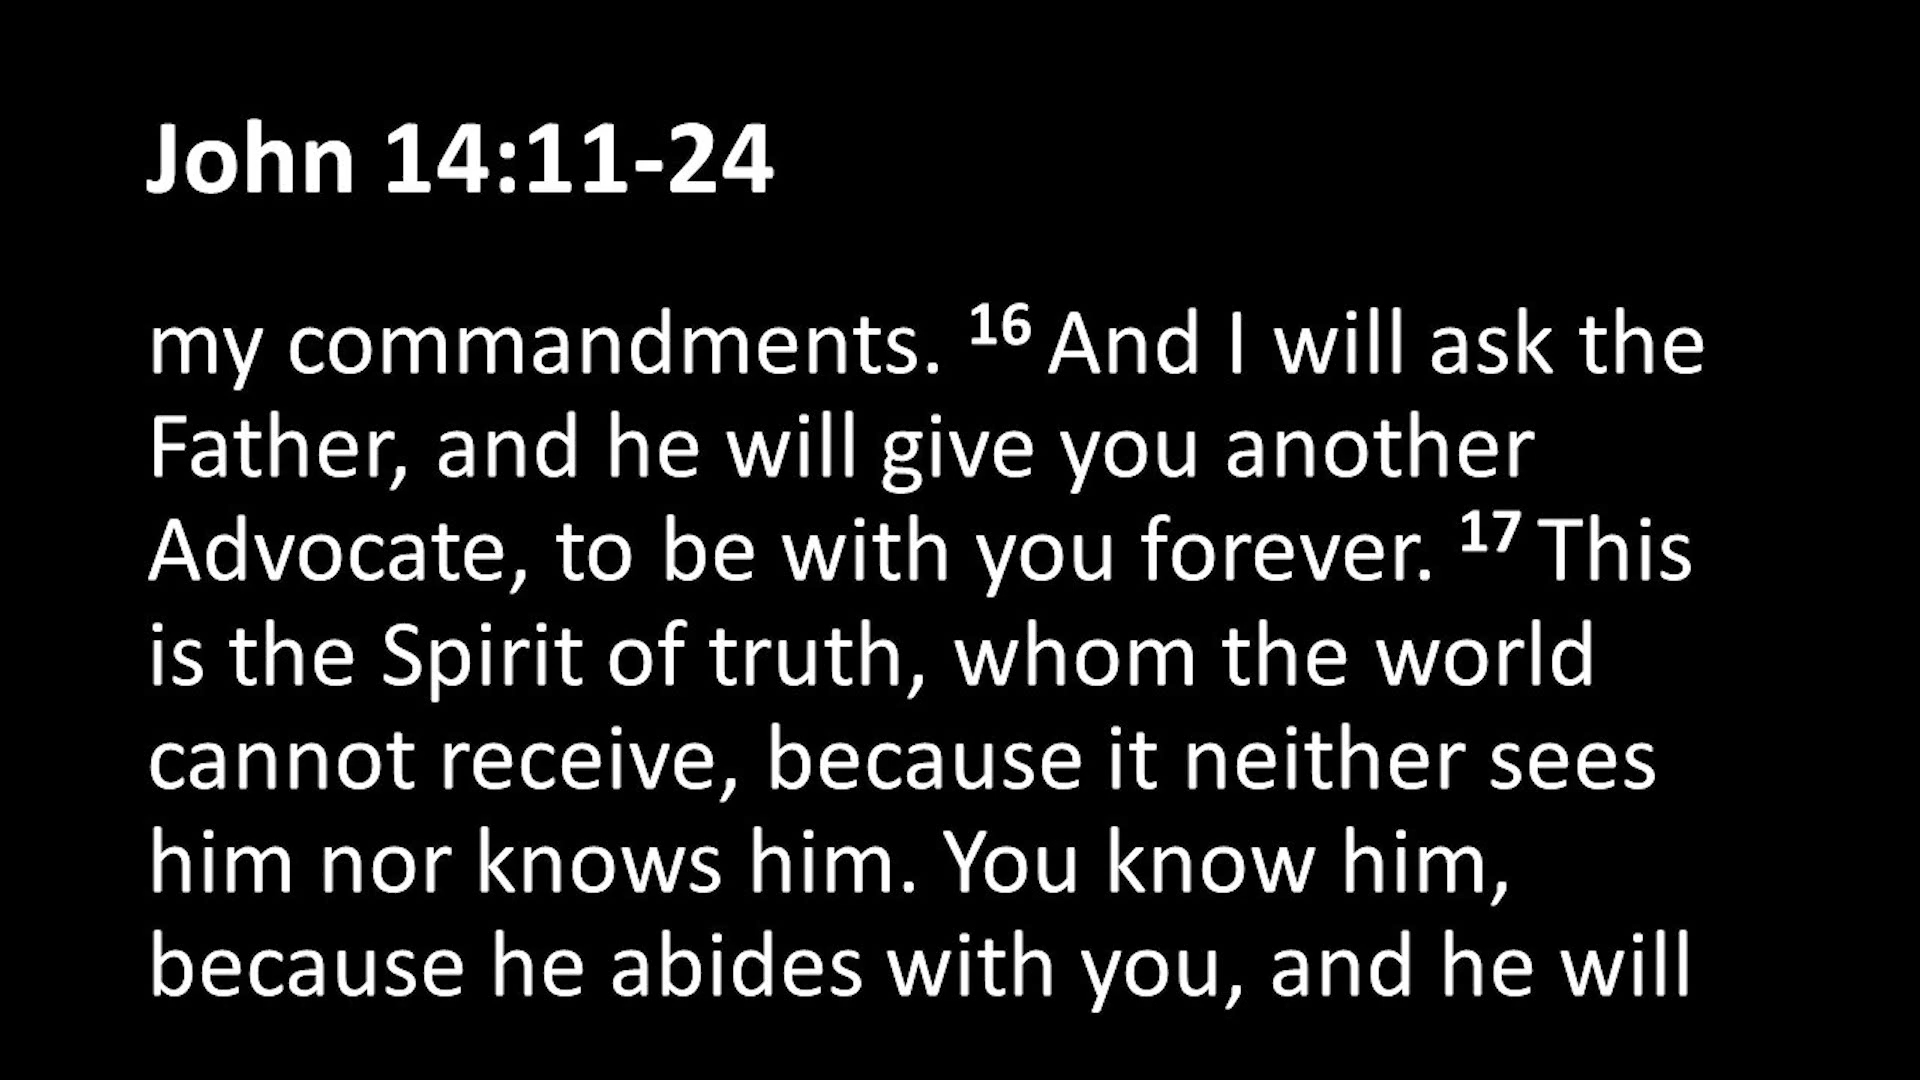 John 14:11-24
my commandments. 16 And I will ask the
Father, and he will give you another
Advocate, to be with you forever. 17 This
is the Spirit of truth, whom the world
cannot receive, because it neither sees
him nor knows him. You know him,
because he abides with you, and he will